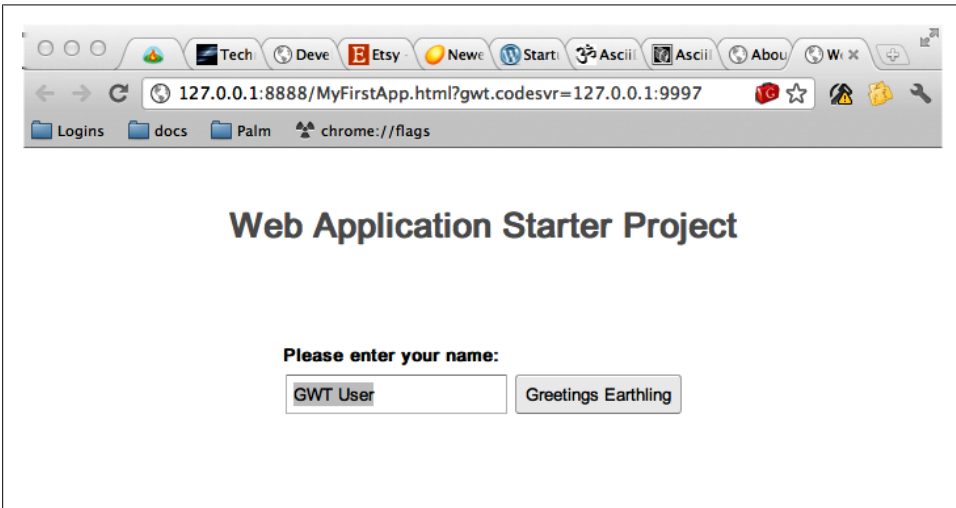 Tech Deve Etsy - Newe Start Ascii Ascii Abou We
127.0.0.1:8888/MyFirstApp.html?gwt.codesvr=127.0.0.1:9997
Logins docs Palm chrome://flags
Web Application Starter Project
Please enter your name:
GWT User Greetings Earthling